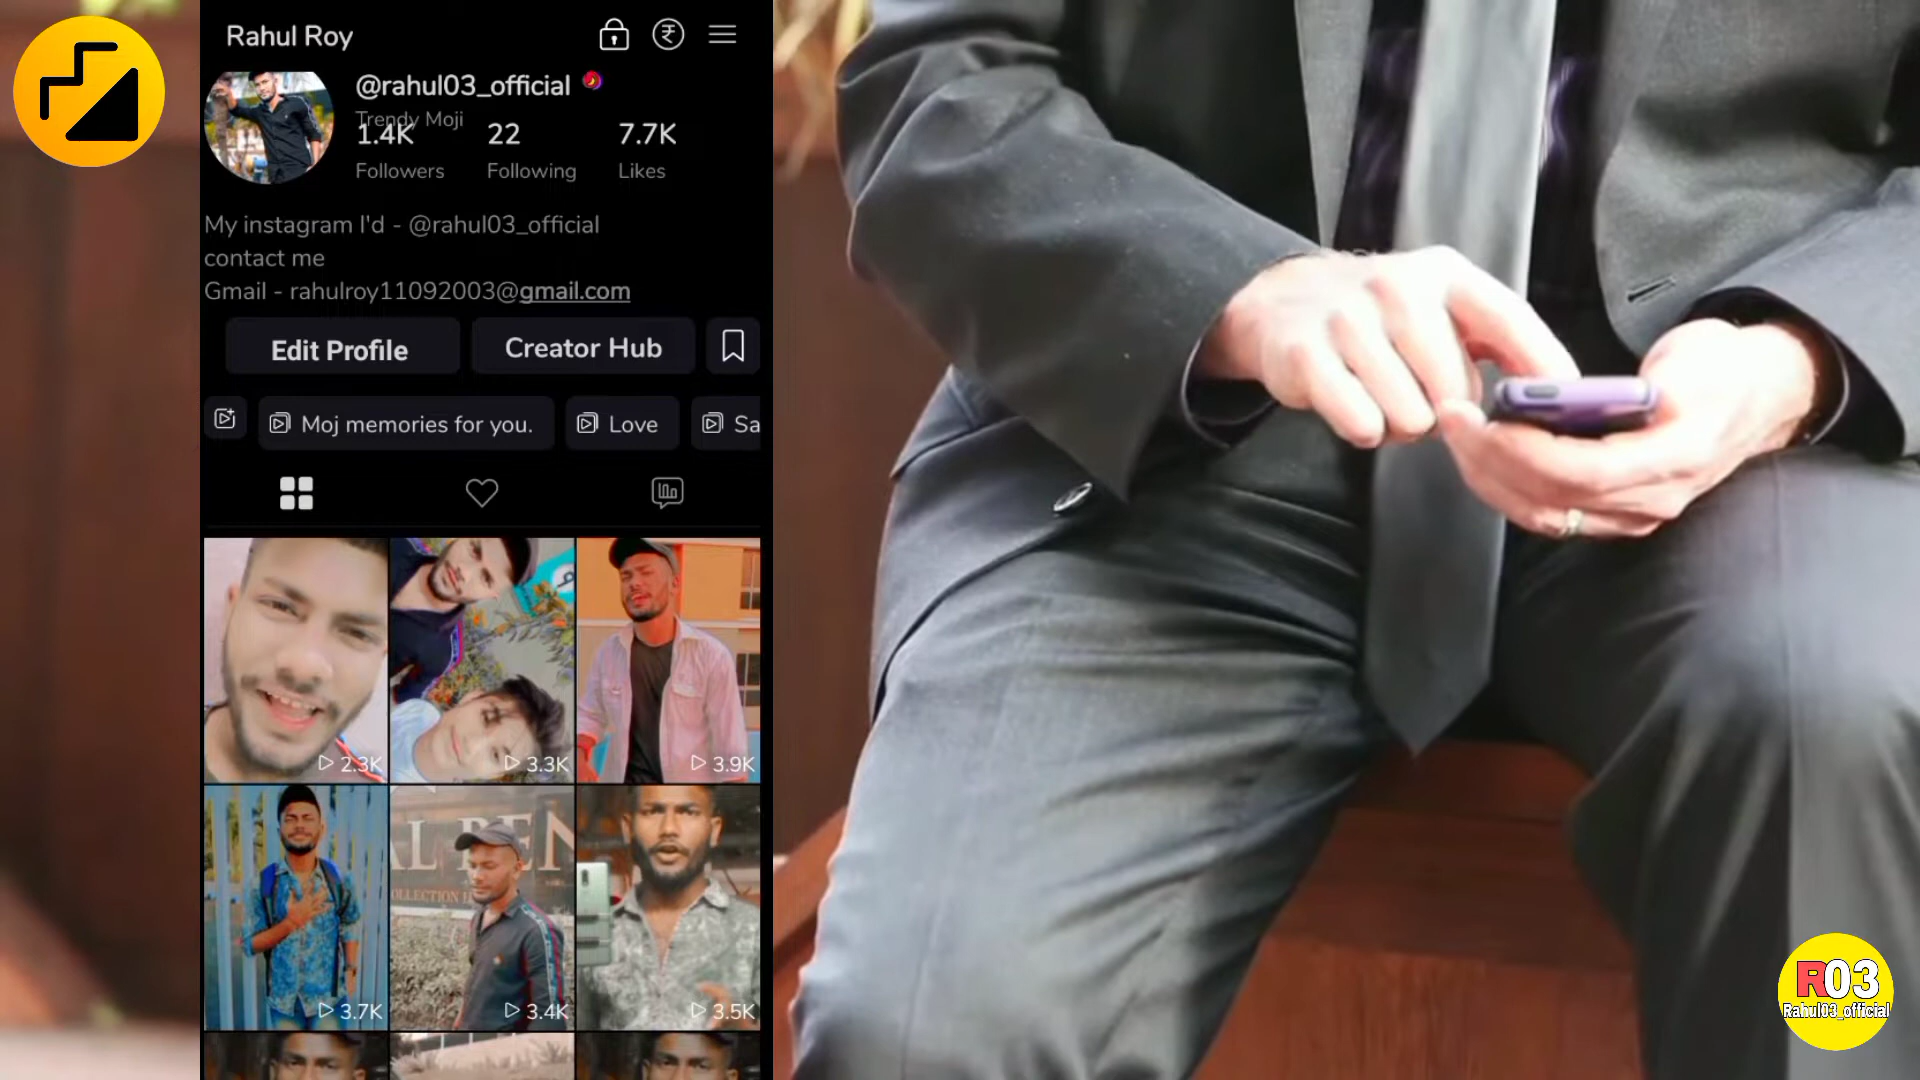 Rahul Roy
@rahul03_official
Trendy Moji
1.4K 22 7.7K
Followers Following Likes
My instagram I'd - @rahul03_official
contact me
Gmail - rahulroy11092003@gmail.com
Edit Profile Creator Hub
Moj memories for you. Love Sa
2.3K 3.3K 3.9K
3.7K 3.4K 3.5K
R03
Rahul03_official